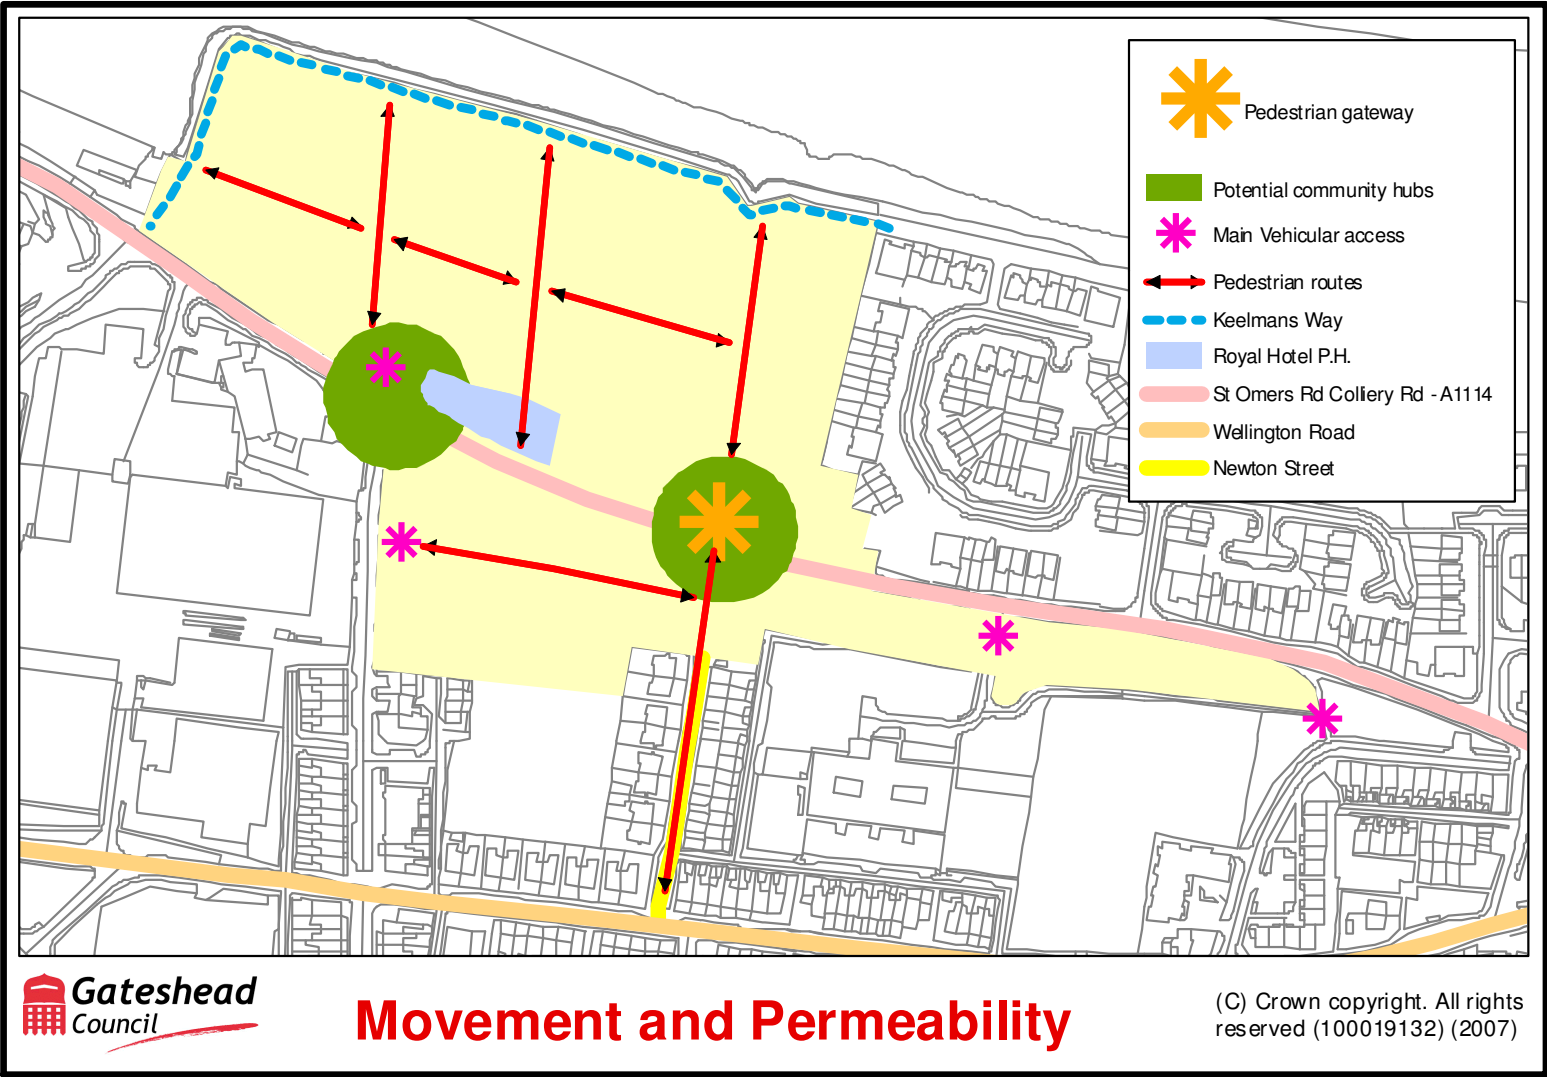 Pedestrian gateway
Potential community hubs
Main Vehicular access
Pedestrian routes
Keelmans Way
Royal Hotel P.H.
St Omers Rd Colliery Rd - A1114
Wellington Road
Newton Street
Gateshead
Council
Movement and Permeability
(C) Crown copyright. All rights
reserved (100019132) (2007)